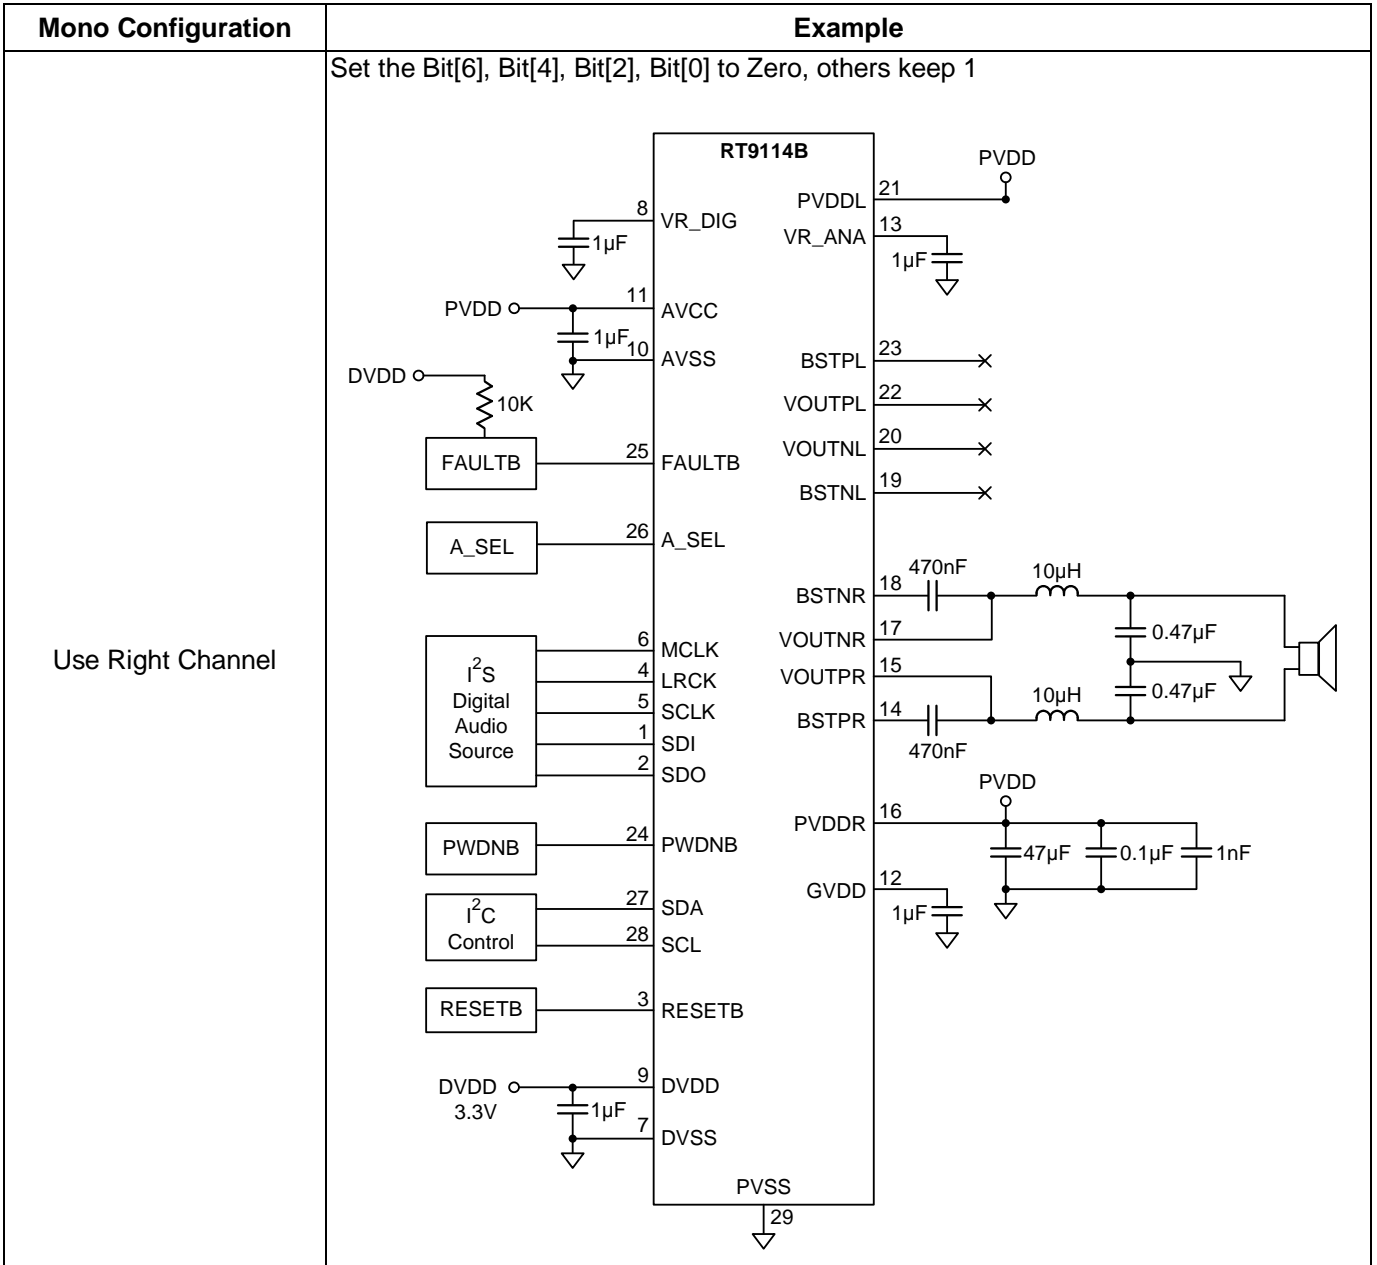 Mono Configuration
Example
Set the Bit[6], Bit[4], Bit[2], Bit[0] to Zero, others keep 1
Use Right Channel
RT9114B
8
VR_DIG
1µF
PVDD
11
AVCC
1µF
10
AVSS
DVDD
10K
FAULTB
25
FAULTB
A_SEL
26
A_SEL
I2S
Digital
Audio
Source
6
MCLK
4
LRCK
5
SCLK
1
SDI
2
SDO
PWDNB
24
PWDNB
I2C
Control
27
SDA
28
SCL
RESETB
3
RESETB
DVDD
3.3V
9
DVDD
1µF
7
DVSS
PVSS
29
PVDD
PVDDL
21
VR_ANA
13
1µF
BSTPL
23
VOUTPL
22
VOUTNL
20
BSTNL
19
BSTNR
18
470nF
10µH
VOUTNR
17
0.47µF
VOUTPR
15
10µH
0.47µF
BSTPR
14
470nF
PVDD
PVDDR
16
47µF
0.1µF
1nF
GVDD
12
1µF